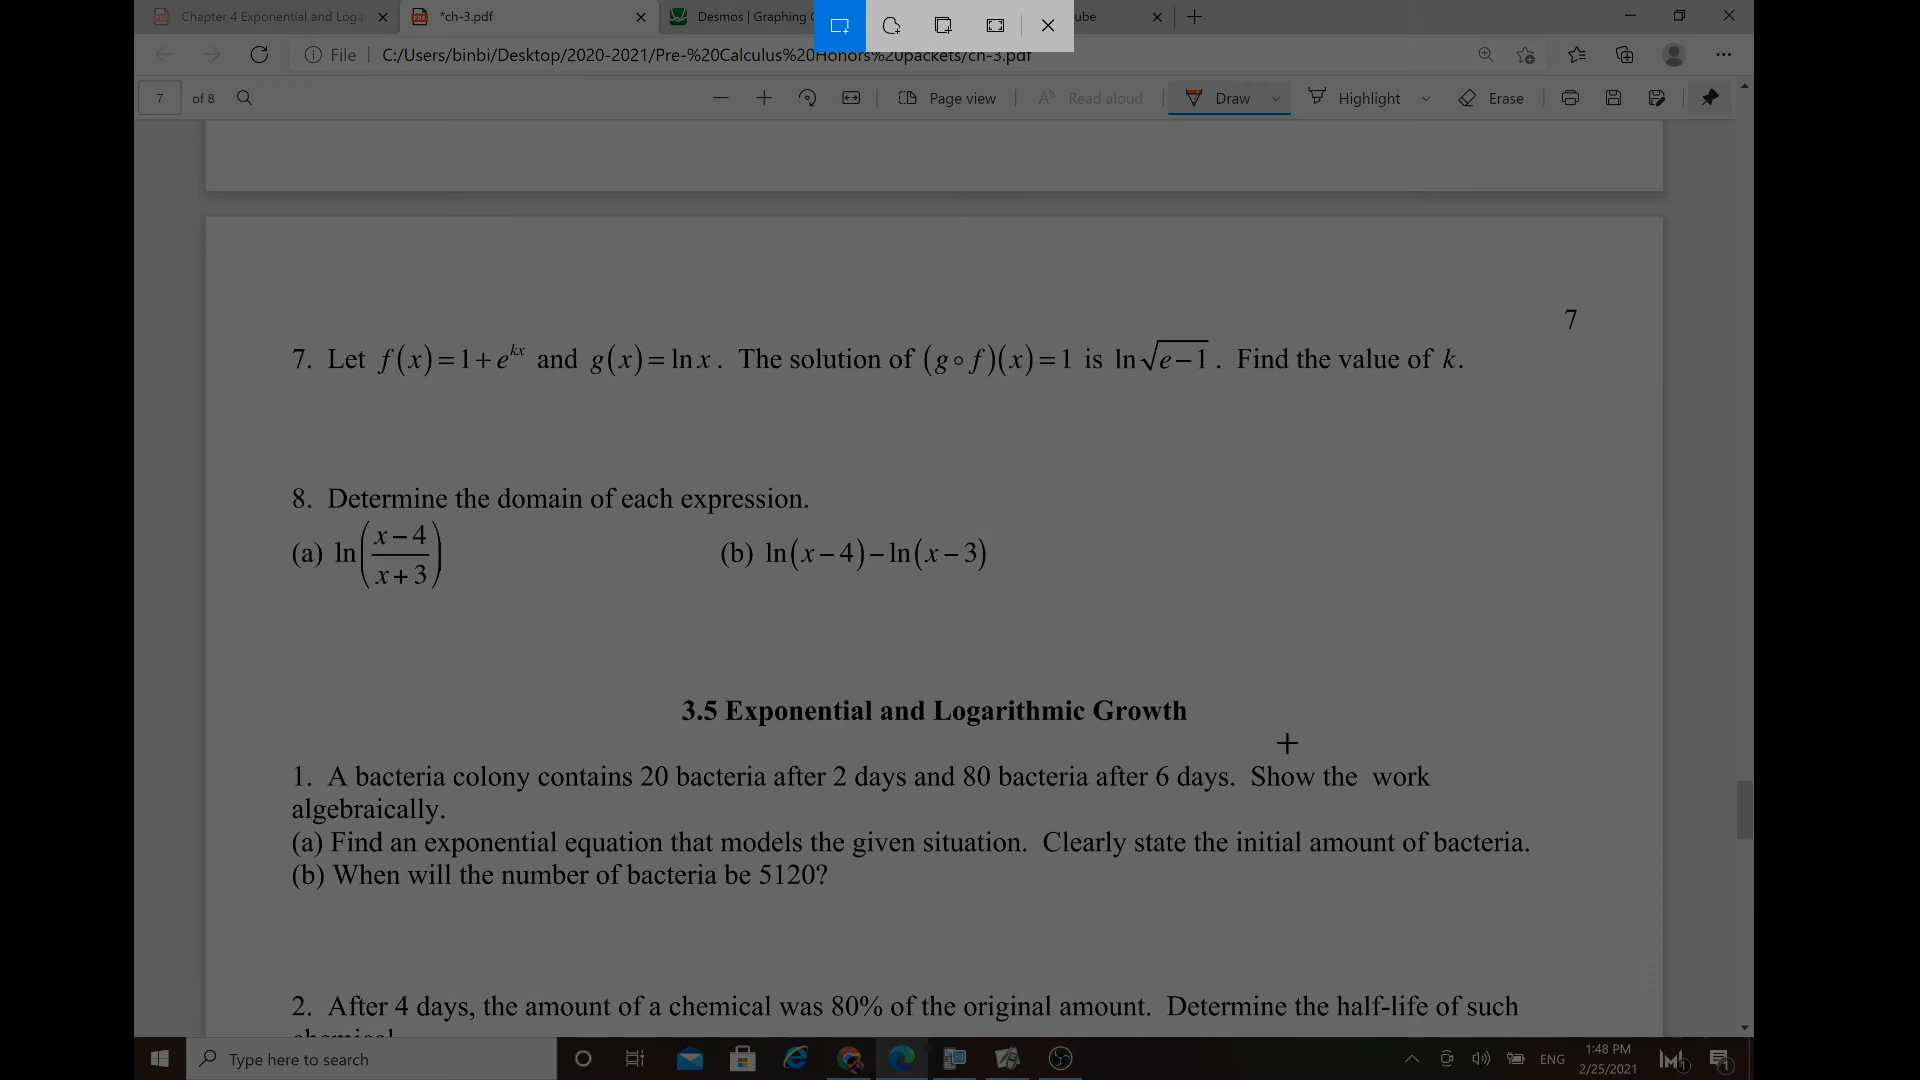 Chapter 4 Exponential and Loga
*ch-3.pdf
Desmos | Graphing
ube
File C:/Users/binbi/Desktop/2020-2021/Pre-%20Calculus%20Honors%20packets/ch-3.pdf
7 of 8
Page view
Read aloud
Draw
Highlight
Erase
7
7. Let f(x)=1+e^{kx} and g(x)=ln x. The solution of (g∘f)(x)=1 is ln√(e−1). Find the value of k.
8. Determine the domain of each expression.
(a) ln((x−4)/(x+3)) (b) ln(x−4)−ln(x−3)
3.5 Exponential and Logarithmic Growth
1. A bacteria colony contains 20 bacteria after 2 days and 80 bacteria after 6 days. Show the work
algebraically.
(a) Find an exponential equation that models the given situation. Clearly state the initial amount of bacteria.
(b) When will the number of bacteria be 5120?
2. After 4 days, the amount of a chemical was 80% of the original amount. Determine the half-life of such
Type here to search
ENG
1:48 PM
2/25/2021